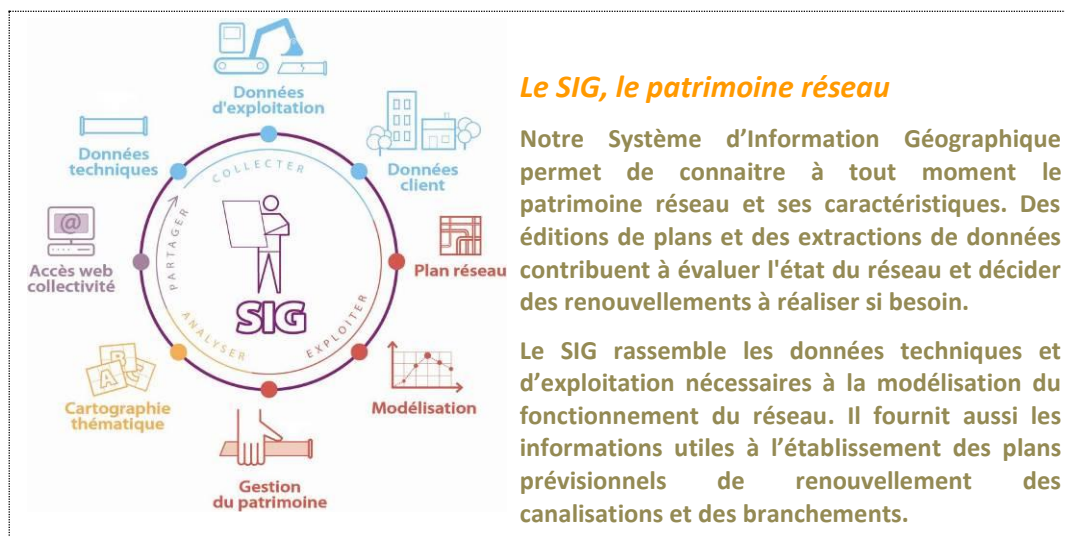 Données
d'exploitation
Données
techniques
Données
client
COLLECTER
PARTAGER
@
Accès web
collectivité
Plan réseau
SIG
ANALYSER
EXPLOITER
B
A
C
Cartographie
thématique
Modélisation
Gestion
du patrimoine
Le SIG, le patrimoine réseau
Notre Système d’Information Géographique
permet de connaitre à tout moment le
patrimoine réseau et ses caractéristiques. Des
éditions de plans et des extractions de données
contribuent à évaluer l'état du réseau et décider
des renouvellements à réaliser si besoin.
Le SIG rassemble les données techniques et
d’exploitation nécessaires à la modélisation du
fonctionnement du réseau. Il fournit aussi les
informations utiles à l’établissement des plans
prévisionnels de renouvellement des
canalisations et des branchements.